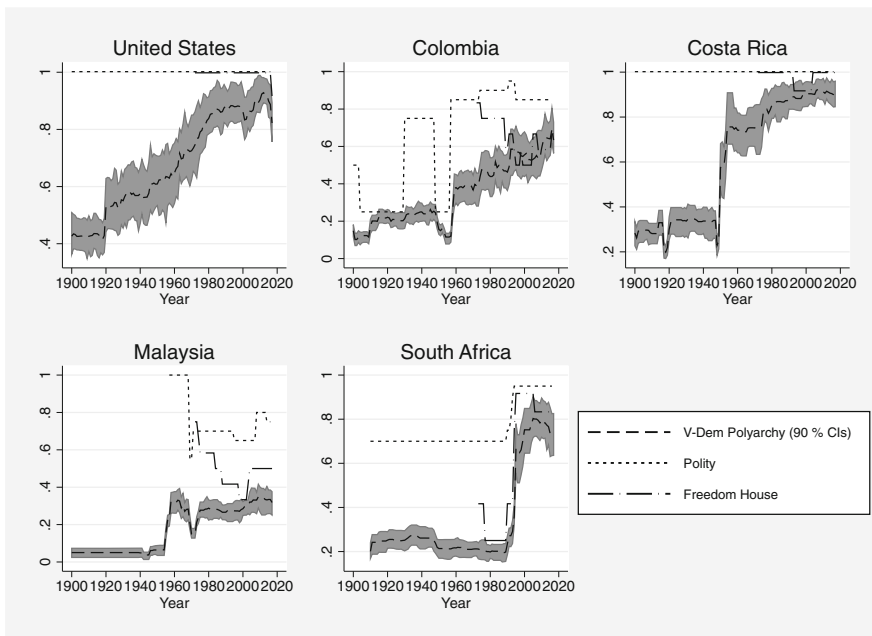 United States
1
.8
.6
.4
1900 1920 1940 1960 1980 2000 2020
Year
Colombia
1
.8
.6
.4
.2
0
1900 1920 1940 1960 1980 2000 2020
Year
Costa Rica
1
.8
.6
.4
.2
1900 1920 1940 1960 1980 2000 2020
Year
Malaysia
1
.8
.6
.4
.2
0
1900 1920 1940 1960 1980 2000 2020
Year
South Africa
1
.8
.6
.4
.2
1900 1920 1940 1960 1980 2000 2020
Year
V-Dem Polyarchy (90 % CIs)
Polity
Freedom House